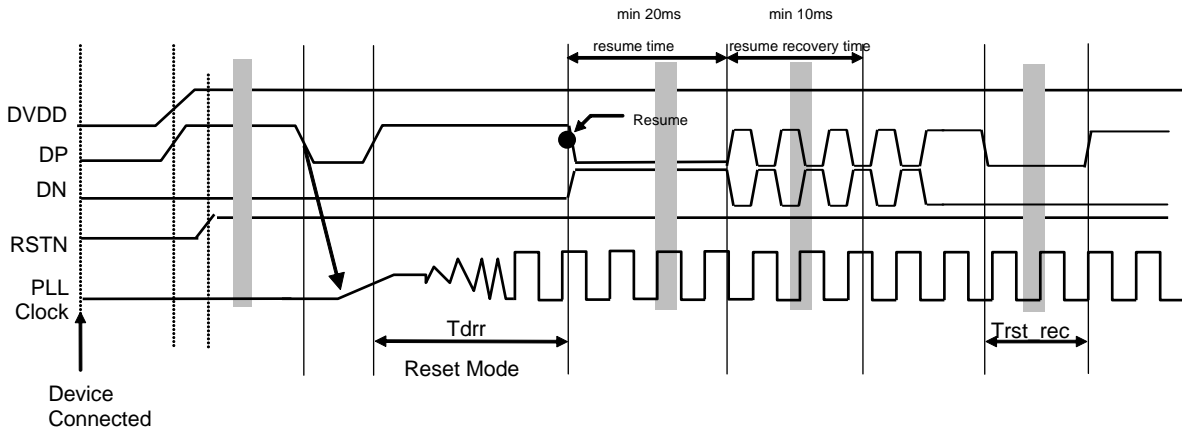 min 20ms
min 10ms
resume time
resume recovery time
DVDD
Resume
DP
DN
RSTN
PLL
Clock
Tdrr
Trst_rec
Reset Mode
Device
Connected